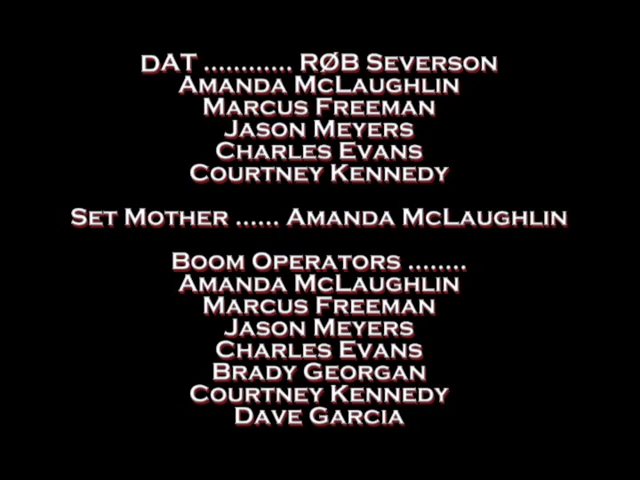 DAT ............ RØB SEVERSON
AMANDA MCLAUGHLIN
MARCUS FREEMAN
JASON MEYERS
CHARLES EVANS
COURTNEY KENNEDY
SET MOTHER ...... AMANDA MCLAUGHLIN
BOOM OPERATORS ........
AMANDA MCLAUGHLIN
MARCUS FREEMAN
JASON MEYERS
CHARLES EVANS
BRADY GEORGAN
COURTNEY KENNEDY
DAVE GARCIA